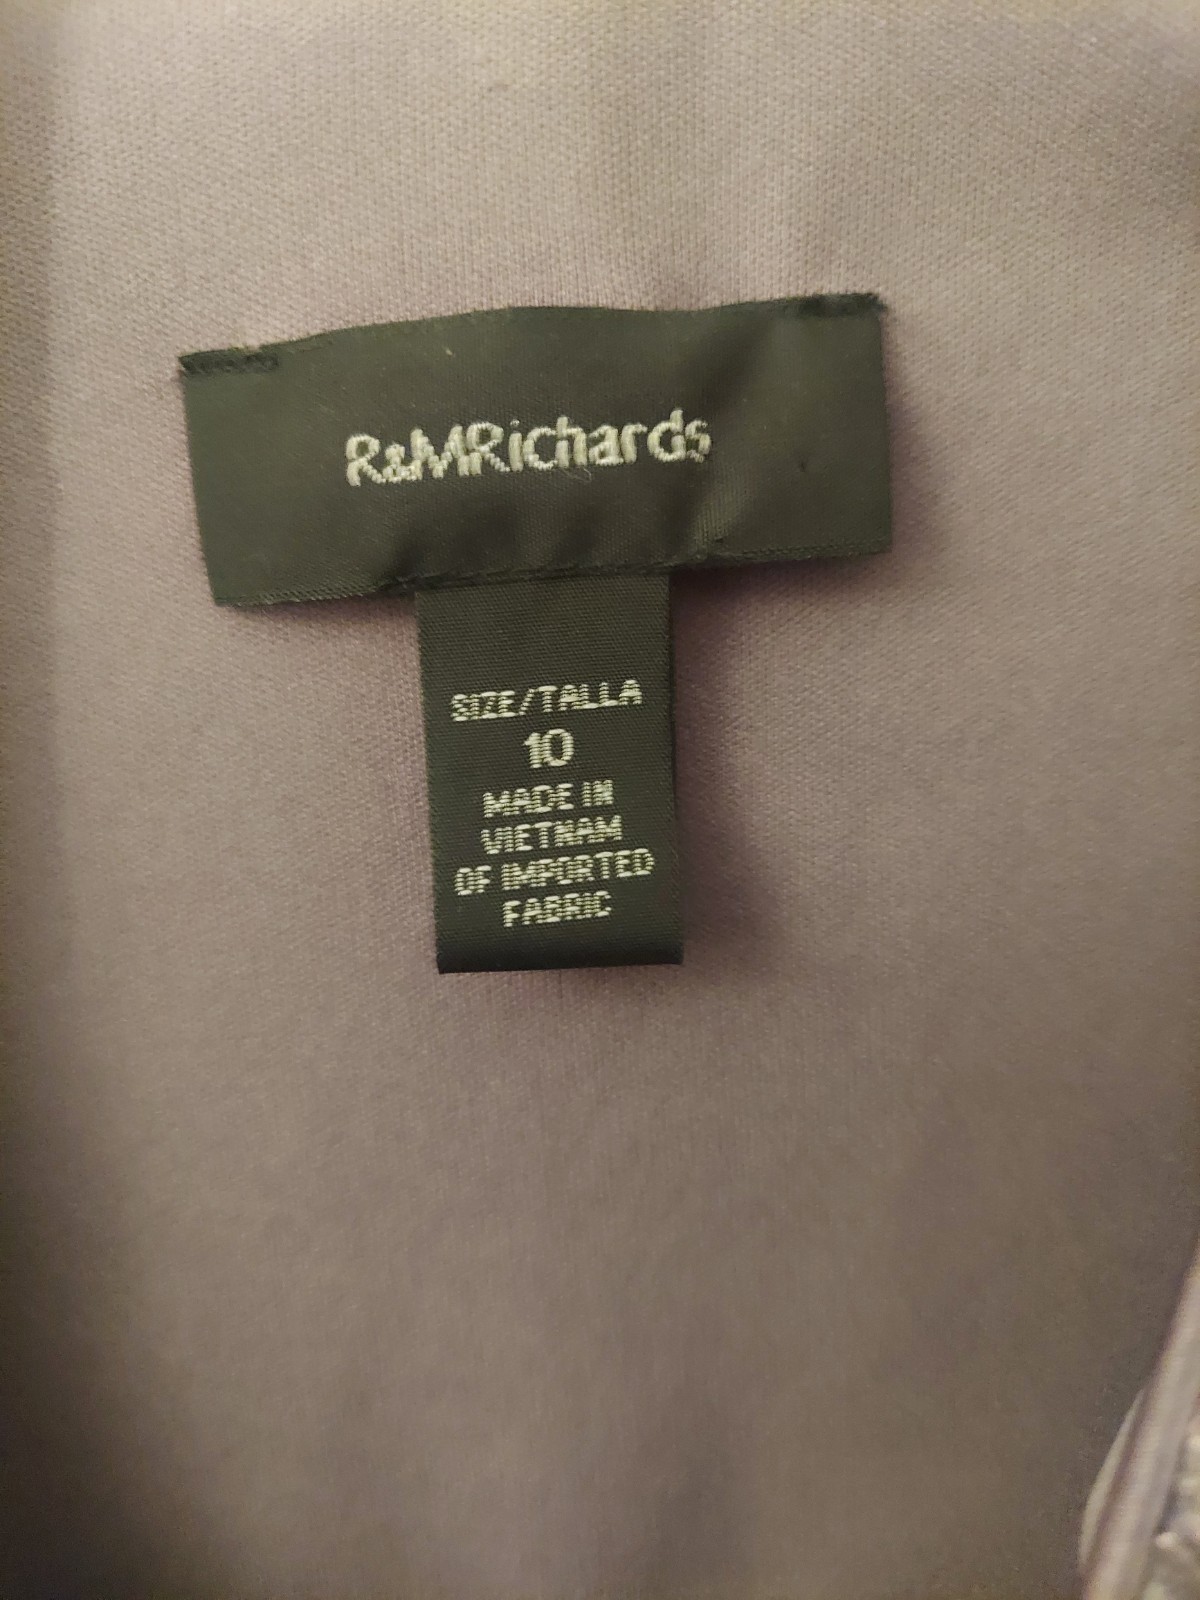 R&MRichards
SIZE/TALLA
10
MADE IN
VIETNAM
OF IMPORTED
FABRIC